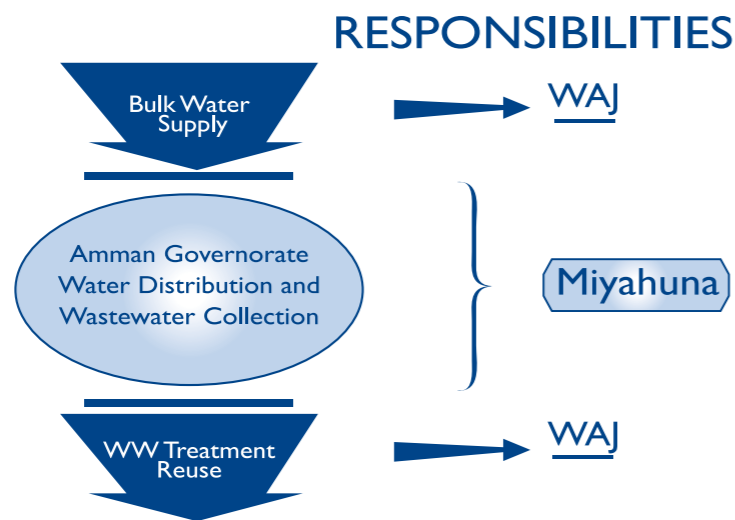 RESPONSIBILITIES
Bulk Water
Supply
WAJ
Amman Governorate
Water Distribution and
Wastewater Collection
Miyahuna
WW Treatment
Reuse
WAJ